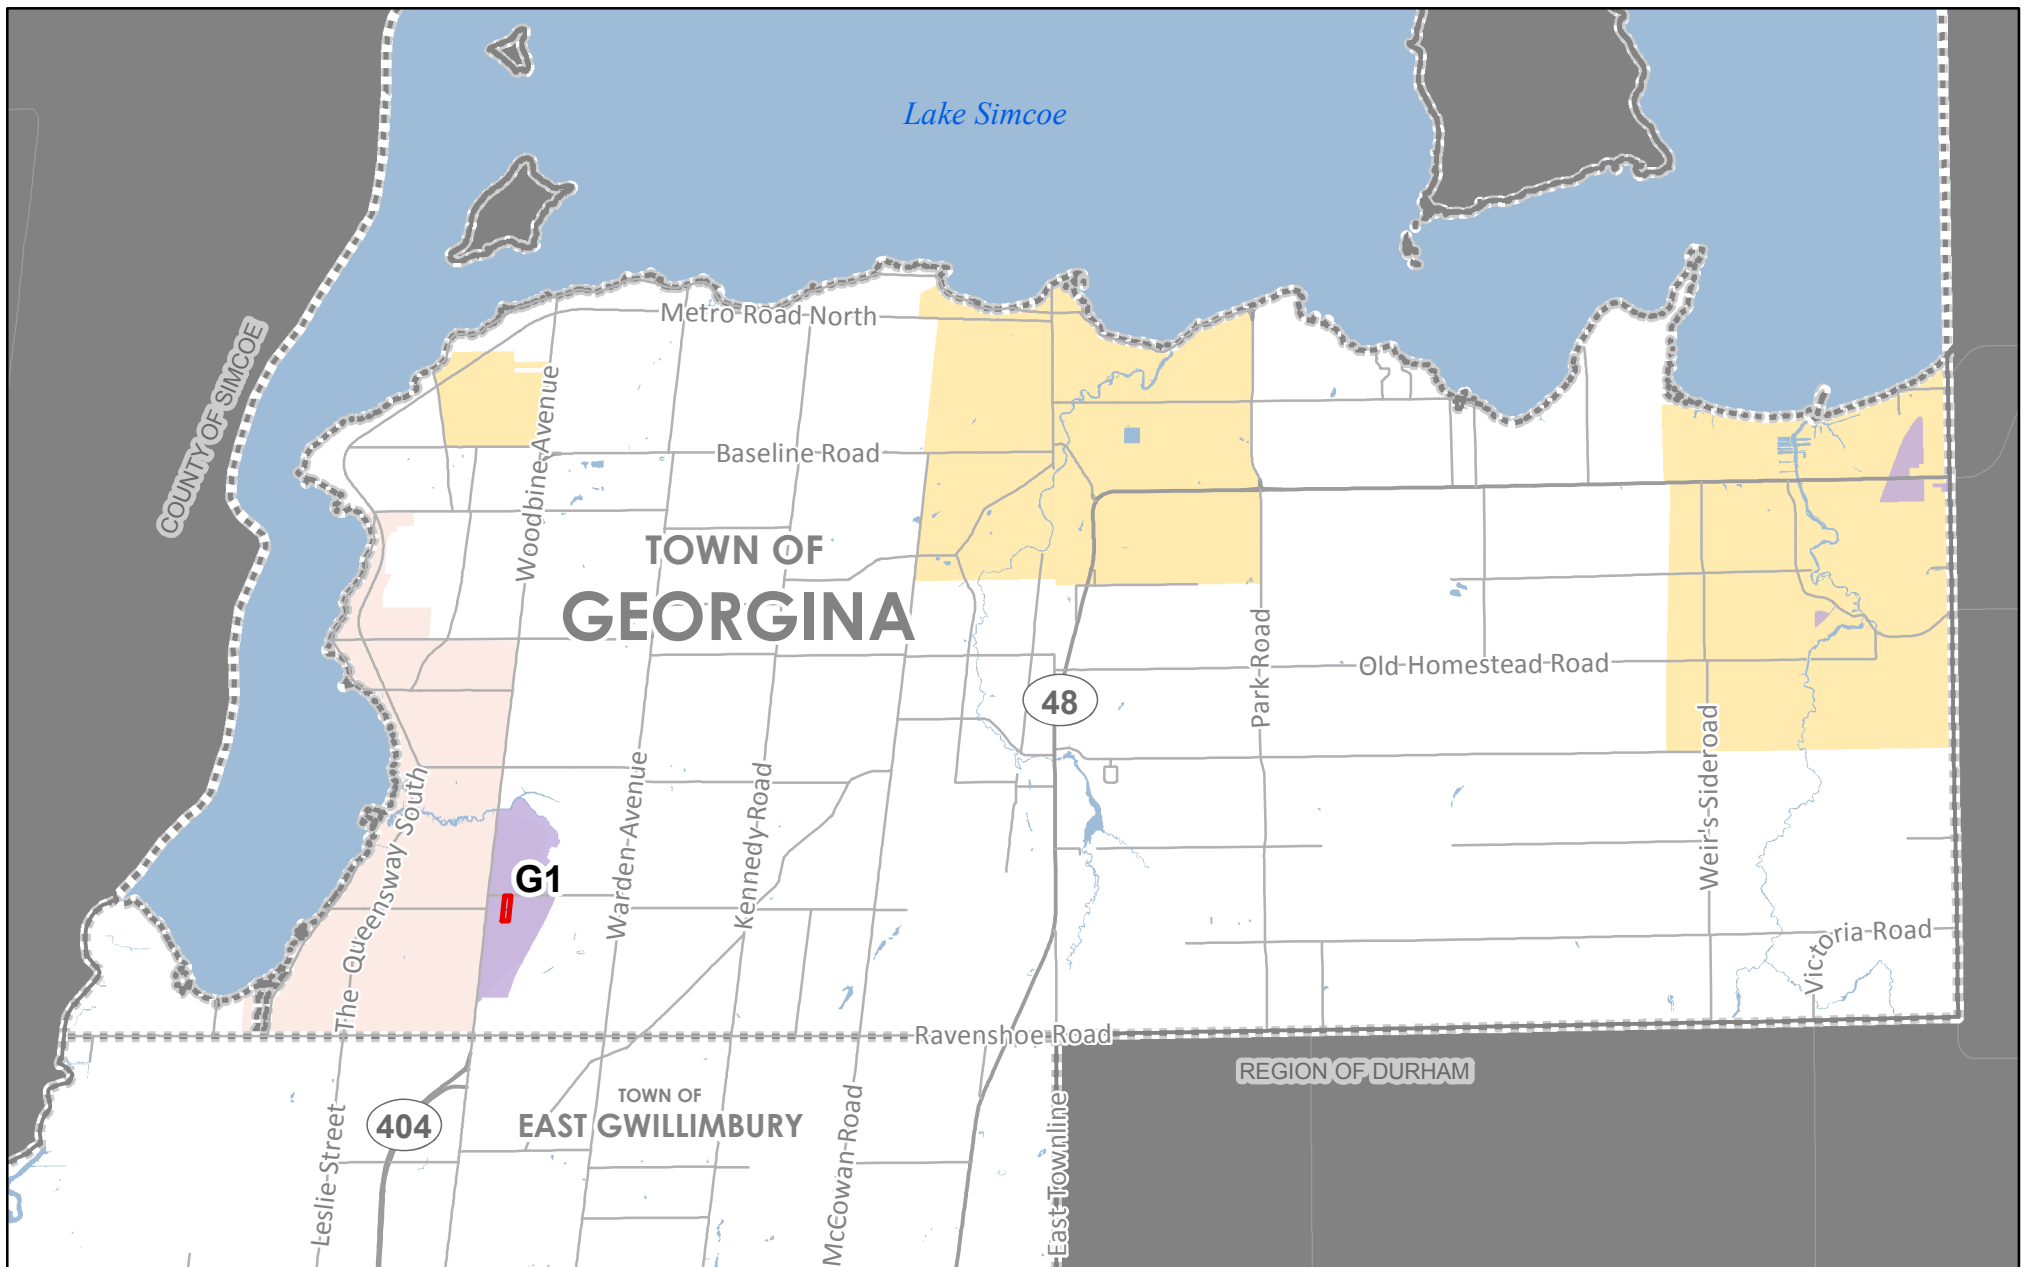 Lake Simcoe
Metro Road North
COUNTY OF SIMCOE
Woodbine Avenue
Baseline Road
TOWN OF
GEORGINA
Park Road
Old Homestead Road
48
Weir's Sideroad
The Queensway South
Warden Avenue
Kennedy Road
G1
Victoria Road
Ravenshoe Road
REGION OF DURHAM
TOWN OF
EAST GWILLIMBURY
404
Leslie Street
McCowan Road
East Townline